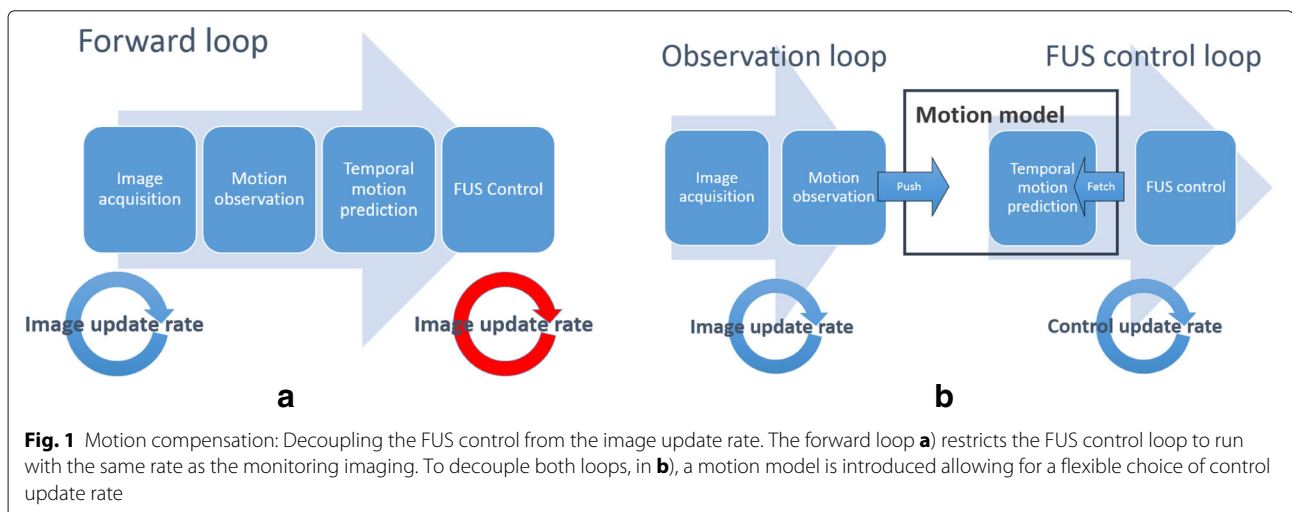 Forward loop
Image
acquisition
Motion
observation
Temporal
motion
prediction
FUS Control
Image update rate
Image update rate
a
Observation loop
FUS control loop
Motion model
Image
acquisition
Motion
observation
Push
Temporal
motion
prediction
Fetch
FUS control
Image update rate
Control update rate
b
Fig. 1 Motion compensation: Decoupling the FUS control from the image update rate. The forward loop a) restricts the FUS control loop to run
with the same rate as the monitoring imaging. To decouple both loops, in b), a motion model is introduced allowing for a flexible choice of control
update rate